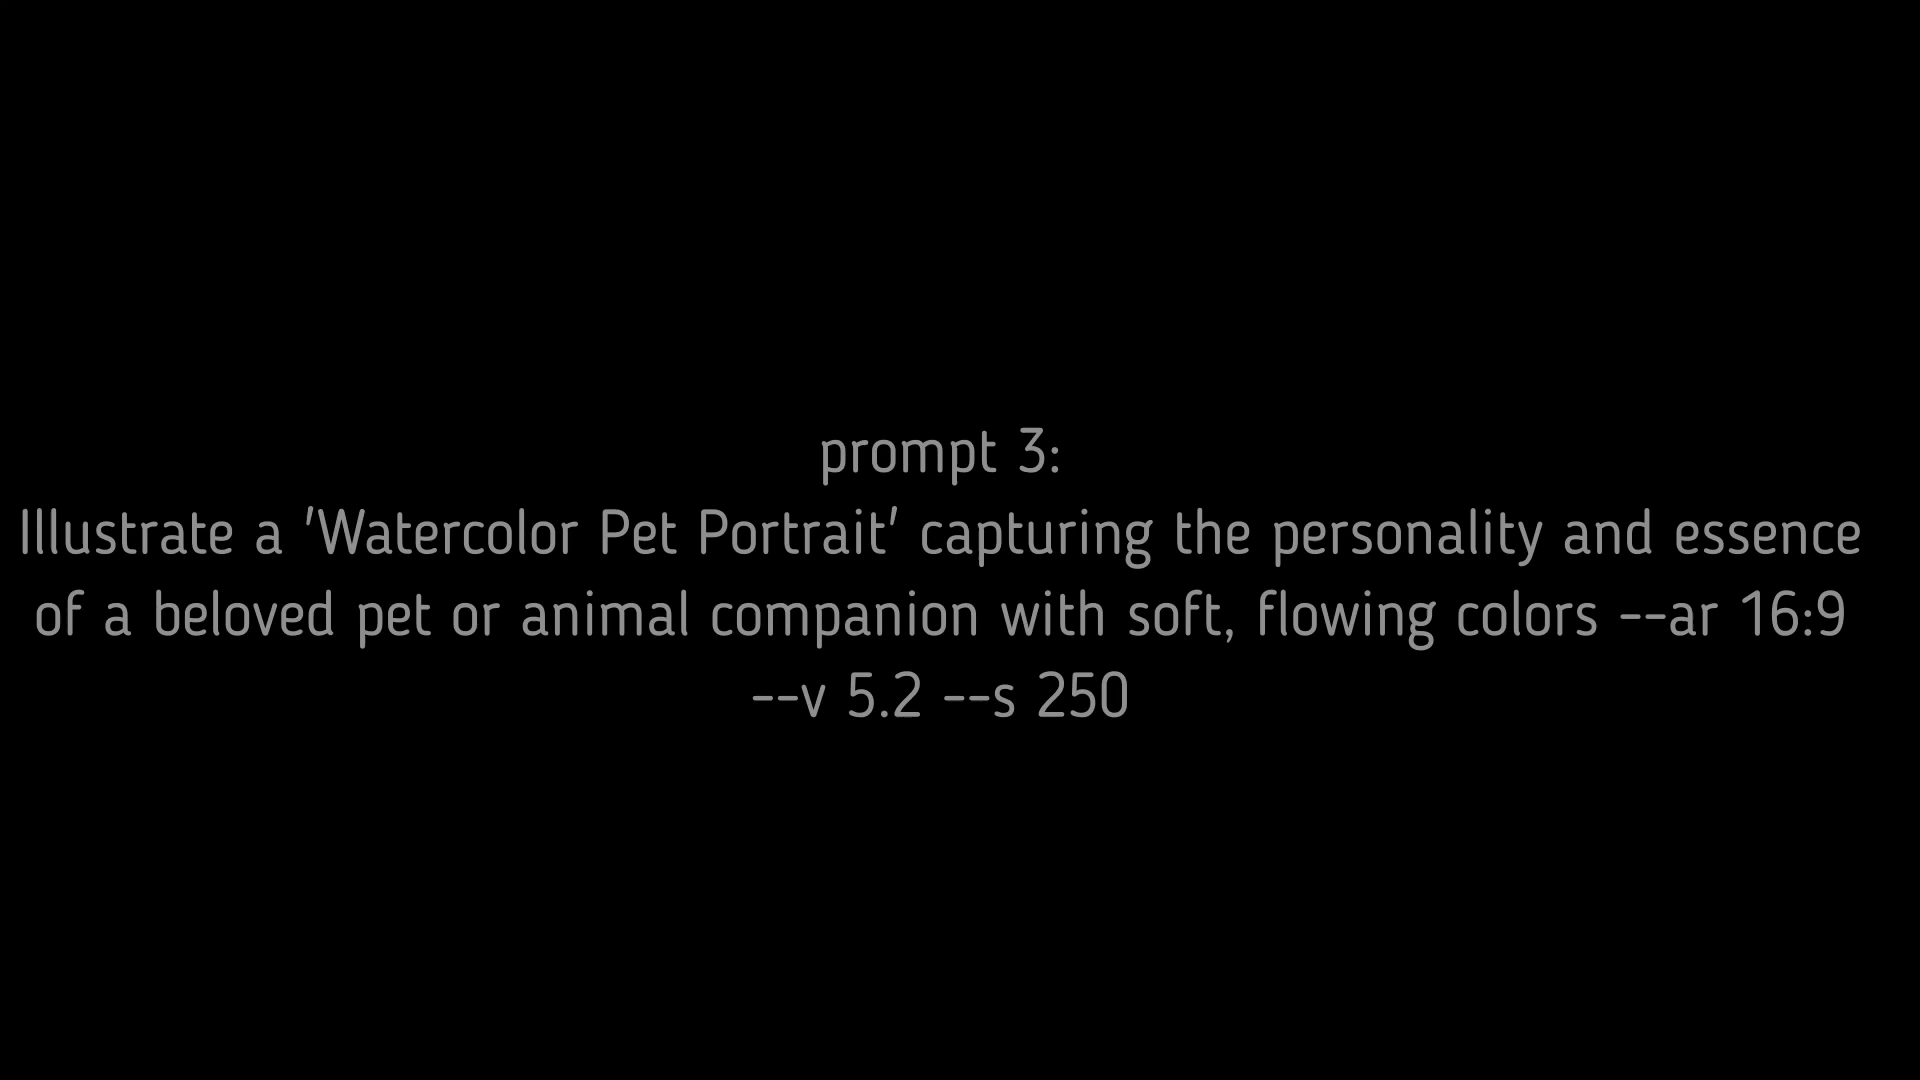 prompt 3:
Illustrate a 'Watercolor Pet Portrait' capturing the personality and essence
of a beloved pet or animal companion with soft, flowing colors --ar 16:9
--v 5.2 --s 250